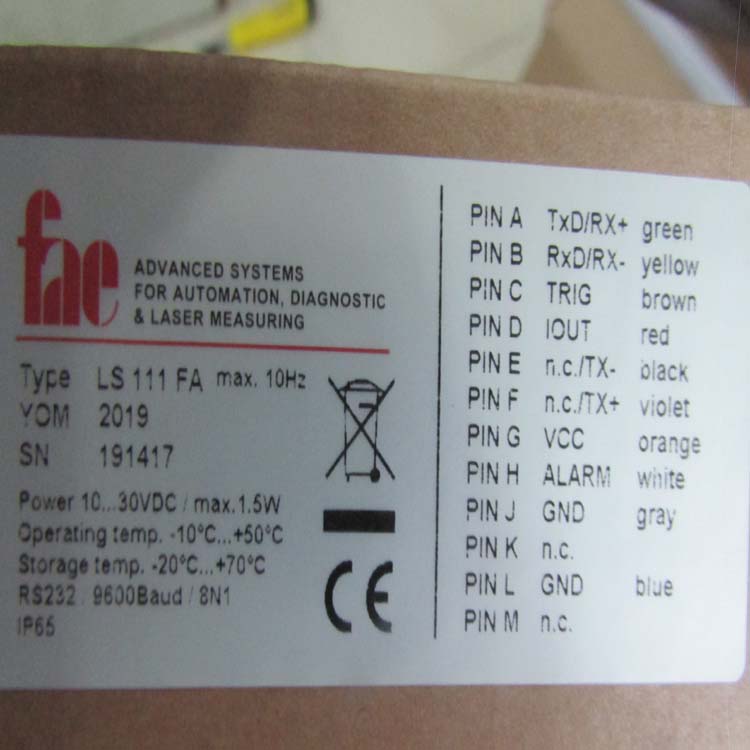 fae
ADVANCED SYSTEMS
FOR AUTOMATION, DIAGNOSTIC
& LASER MEASURING
Type LS 111 FA max. 10Hz
YOM 2019
SN 191417
Power 10...30VDC / max.1.5W
Operating temp. -10°C...+50°C
Storage temp. -20°C...+70°C
RS232 / 9600Baud / 8N1
IP65
CE
PIN A TxD/RX+ green
PIN B RxD/RX- yellow
PIN C TRIG brown
PIN D IOUT red
PIN E n.c./TX- black
PIN F n.c./TX+ violet
PIN G VCC orange
PIN H ALARM white
PIN J GND gray
PIN K n.c.
PIN L GND blue
PIN M n.c.